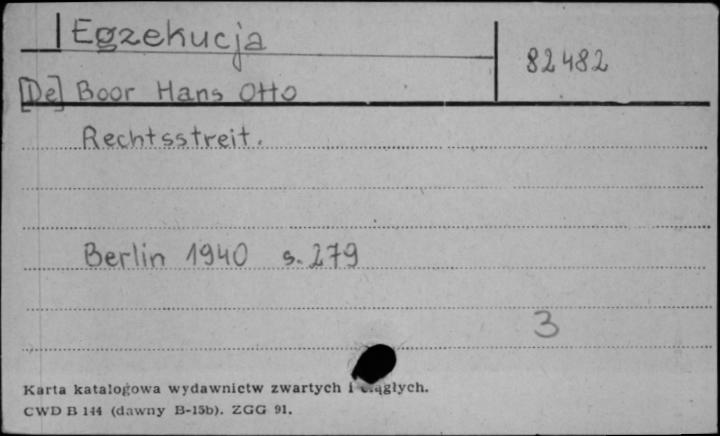 Egzekucja
82482
[De] Boor Hans Otto
Rechtsstreit.
Berlin 1940 s. 279
3
Karta katalogowa wydawnictw zwartych i ciągłych.
CWD B 144 (dawny B-15b). ZGG 91.